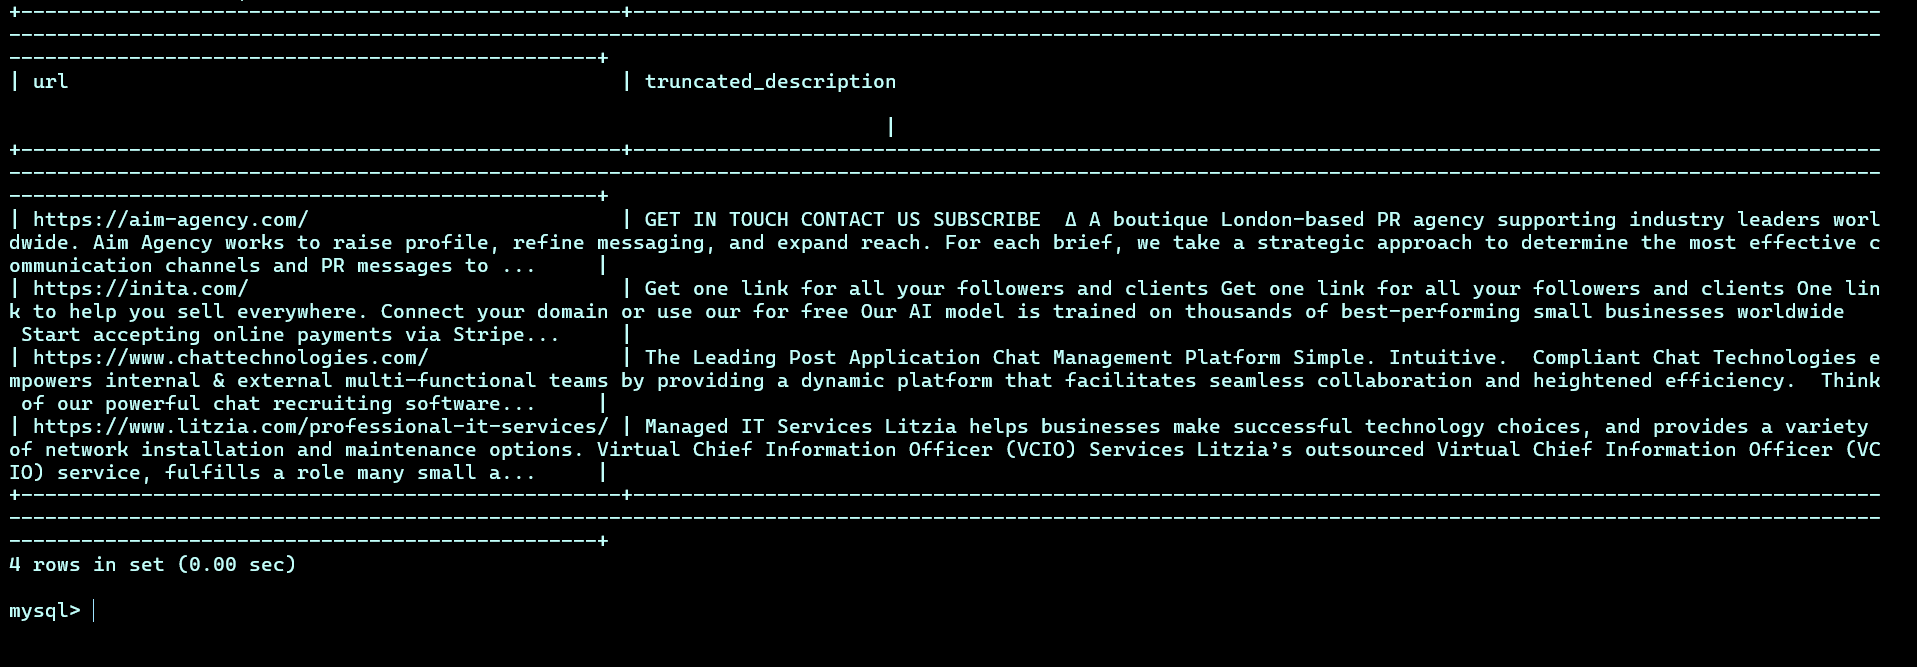 +--------------------------------------------------+--------------------------------------------------------------------------------------------------------
------------------------------------------------------------------------------------------------------------------------------------------------------------
-------------------------------------------------+
| url                                              | truncated_description
|
+--------------------------------------------------+--------------------------------------------------------------------------------------------------------
------------------------------------------------------------------------------------------------------------------------------------------------------------
-------------------------------------------------+
| https://aim-agency.com/                          | GET IN TOUCH CONTACT US SUBSCRIBE  Δ A boutique London-based PR agency supporting industry leaders worl
dwide. Aim Agency works to raise profile, refine messaging, and expand reach. For each brief, we take a strategic approach to determine the most effective c
ommunication channels and PR messages to ...     |
| https://inita.com/                               | Get one link for all your followers and clients Get one link for all your followers and clients One lin
k to help you sell everywhere. Connect your domain or use our for free Our AI model is trained on thousands of best-performing small businesses worldwide
 Start accepting online payments via Stripe...     |
| https://www.chattechnologies.com/                | The Leading Post Application Chat Management Platform Simple. Intuitive.  Compliant Chat Technologies e
mpowers internal & external multi-functional teams by providing a dynamic platform that facilitates seamless collaboration and heightened efficiency.  Think
 of our powerful chat recruiting software...     |
| https://www.litzia.com/professional-it-services/ | Managed IT Services Litzia helps businesses make successful technology choices, and provides a variety
of network installation and maintenance options. Virtual Chief Information Officer (VCIO) Services Litzia’s outsourced Virtual Chief Information Officer (VC
IO) service, fulfills a role many small a...     |
+--------------------------------------------------+--------------------------------------------------------------------------------------------------------
------------------------------------------------------------------------------------------------------------------------------------------------------------
-------------------------------------------------+
4 rows in set (0.00 sec)
mysql>